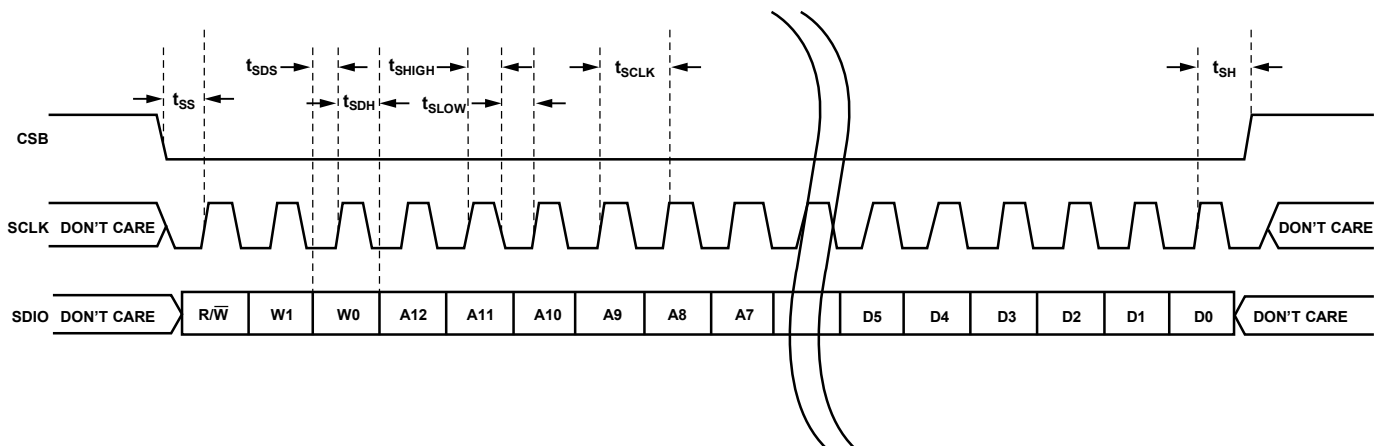 tSDS
tSHIGH
tSCLK
tSH
tSS
tSDH
tSLOW
CSB
SCLK DON'T CARE
DON'T CARE
SDIO DON'T CARE R/W̅ W1 W0 A12 A11 A10 A9 A8 A7 D5 D4 D3 D2 D1 D0 DON'T CARE